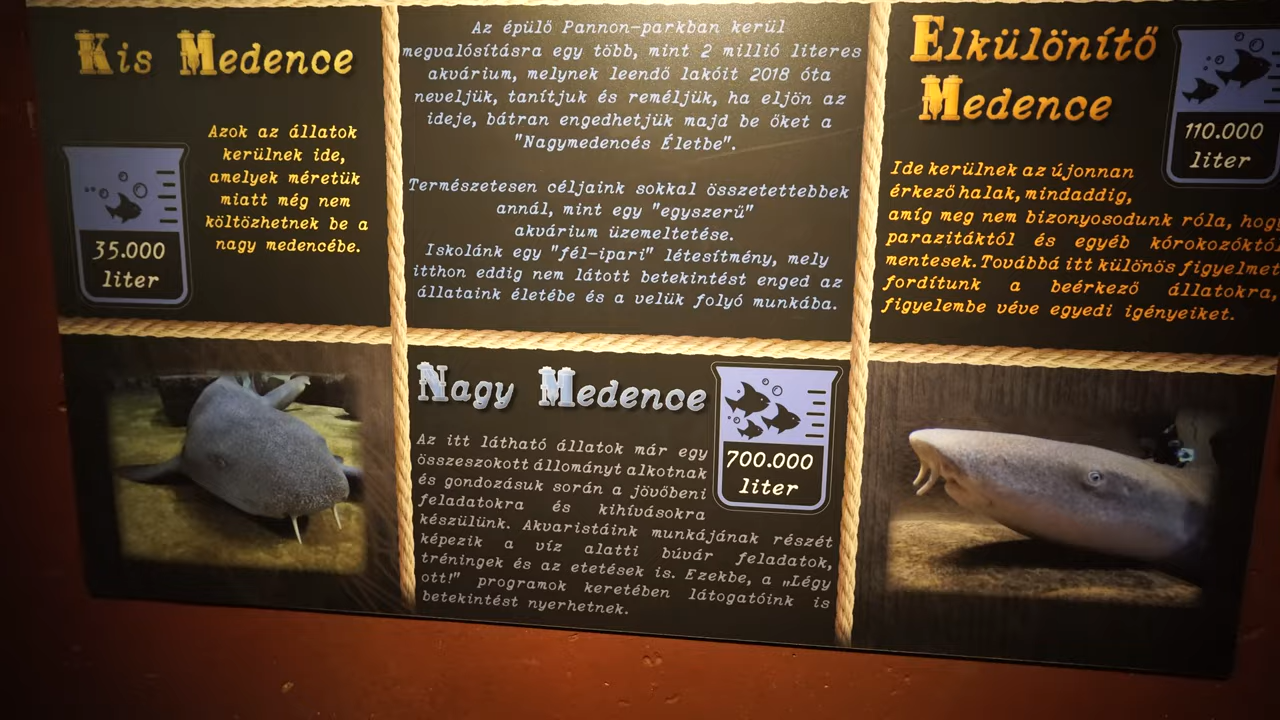 Kis Medence
Azok az állatok
kerülnek ide,
amelyek méretük
miatt még nem
költözhetnek be a
nagy medencébe.
35.000
liter
Az épülő Pannon-parkban kerül
megvalósításra egy több, mint 2 millió literes
akvárium, melynek leendő lakóit 2018 óta
neveljük, tanítjuk és reméljük, ha eljön az
ideje, bátran engedhetjük majd be őket a
"Nagymedencés Életbe".
Természetesen céljaink sokkal összetettebbek
annál, mint egy "egyszerű"
akvárium üzemeltetése.
Iskolánk egy "fél-ipari" létesítmény, mely
itthon eddig nem látott betekintést enged az
állataink életébe és a velük folyó munkába.
Nagy Medence
700.000
liter
Az itt látható állatok már egy
összeszokott állományt alkotnak
és gondozásuk során a jövőbeni
feladatokra és kihívásokra
készülünk. Akvaristáink munkájának részét
képezik a víz alatti búvár feladatok,
tréningek és az etetések is. Ezekbe, a „Légy
ott!" programok keretében látogatóink is
betekintést nyerhetnek.
Elkülönítő
Medence
110.000
liter
Ide kerülnek az újonnan
érkező halak, mindaddig,
amíg meg nem bizonyosodunk róla, hogy
parazitáktól és egyéb kórokozóktól
mentesek. Továbbá itt különös figyelmet
fordítunk a beérkező állatokra,
figyelembe véve egyedi igényeiket.